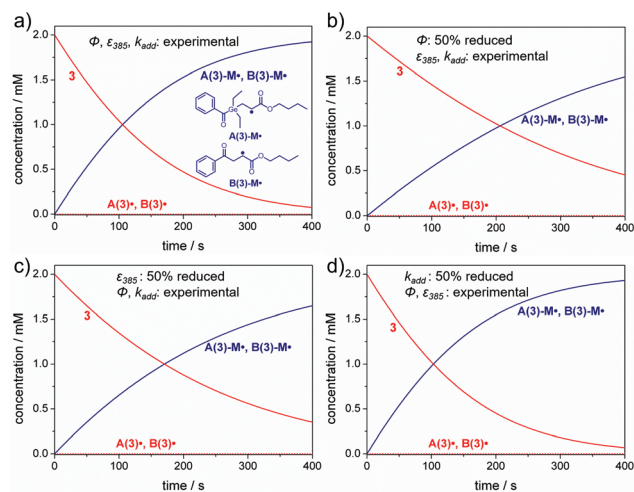 a)
Φ, ε385, kadd: experimental
3
A(3)-M•, B(3)-M•
Ge
O
O
O
A(3)-M•
O
O
O
B(3)-M•
A(3)•, B(3)•
concentration / mM
2.0
1.5
1.0
0.5
0.0
0 100 200 300 400
time / s
b)
Φ: 50% reduced
ε385, kadd: experimental
3
A(3)-M•, B(3)-M•
A(3)•, B(3)•
concentration / mM
2.0
1.5
1.0
0.5
0.0
0 100 200 300 400
time / s
c)
ε385 : 50% reduced
Φ, kadd: experimental
3
A(3)-M•, B(3)-M•
A(3)•, B(3)•
concentration / mM
2.0
1.5
1.0
0.5
0.0
0 100 200 300 400
time / s
d)
kadd : 50% reduced
Φ, ε385 : experimental
3
A(3)-M•, B(3)-M•
A(3)•, B(3)•
concentration / mM
2.0
1.5
1.0
0.5
0.0
0 100 200 300 400
time / s